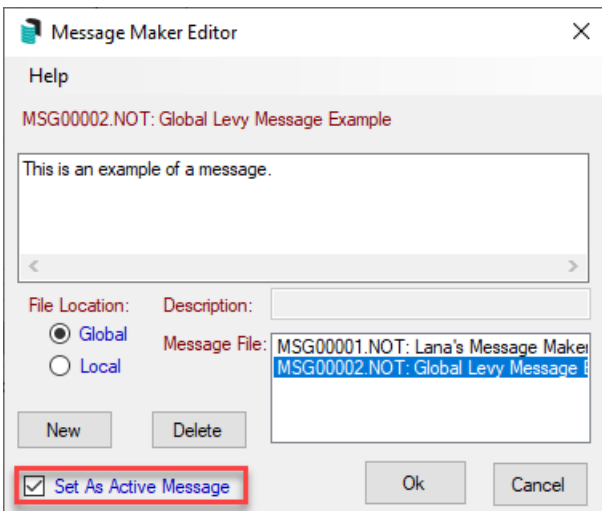 Message Maker Editor
Help
MSG00002.NOT: Global Levy Message Example
This is an example of a message.
File Location:
Global
Local
Description:
Message File:
MSG00001.NOT: Lana's Message Maker
MSG00002.NOT: Global Levy Message E
New
Delete
Set As Active Message
Ok
Cancel